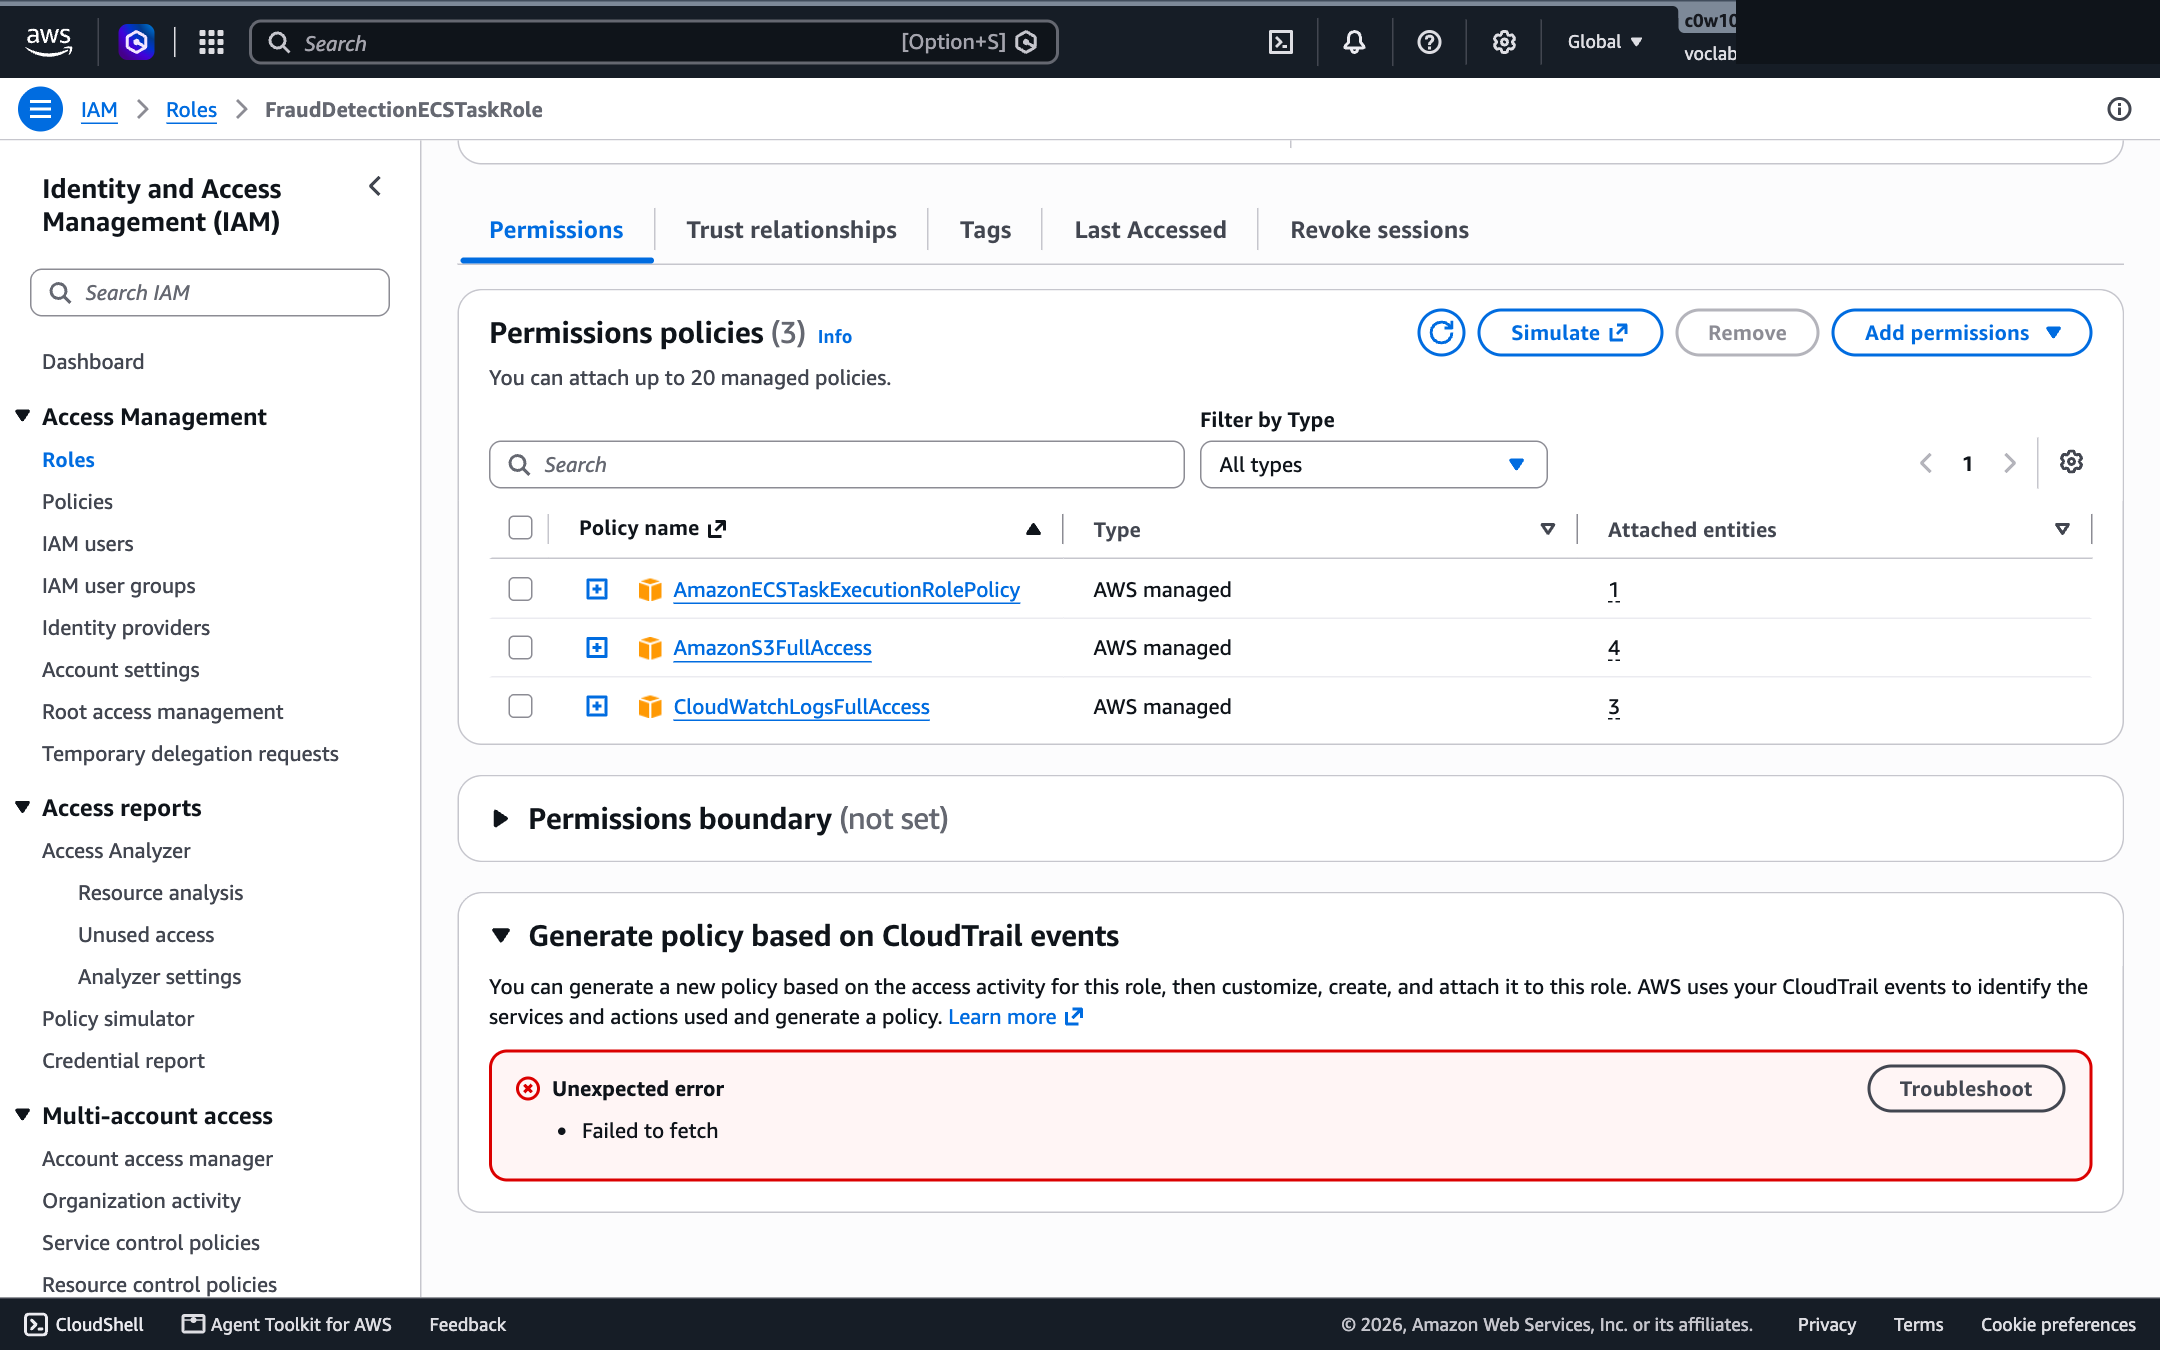 aws
Search
[Option+S]
Global
c0w10
voclab
IAM
Roles
FraudDetectionECSTaskRole
Identity and Access
Management (IAM)
Search IAM
Dashboard
Access Management
Roles
Policies
IAM users
IAM user groups
Identity providers
Account settings
Root access management
Temporary delegation requests
Access reports
Access Analyzer
Resource analysis
Unused access
Analyzer settings
Policy simulator
Credential report
Multi-account access
Account access manager
Organization activity
Service control policies
Resource control policies
Permissions
Trust relationships
Tags
Last Accessed
Revoke sessions
Permissions policies (3) Info
Simulate
Remove
Add permissions
You can attach up to 20 managed policies.
Filter by Type
Search
All types
1
Policy name
Type
Attached entities
AmazonECSTaskExecutionRolePolicy
AWS managed
1
AmazonS3FullAccess
AWS managed
4
CloudWatchLogsFullAccess
AWS managed
3
Permissions boundary (not set)
Generate policy based on CloudTrail events
You can generate a new policy based on the access activity for this role, then customize, create, and attach it to this role. AWS uses your CloudTrail events to identify the
services and actions used and generate a policy. Learn more
Unexpected error
Troubleshoot
• Failed to fetch
CloudShell
Agent Toolkit for AWS
Feedback
© 2026, Amazon Web Services, Inc. or its affiliates.
Privacy
Terms
Cookie preferences